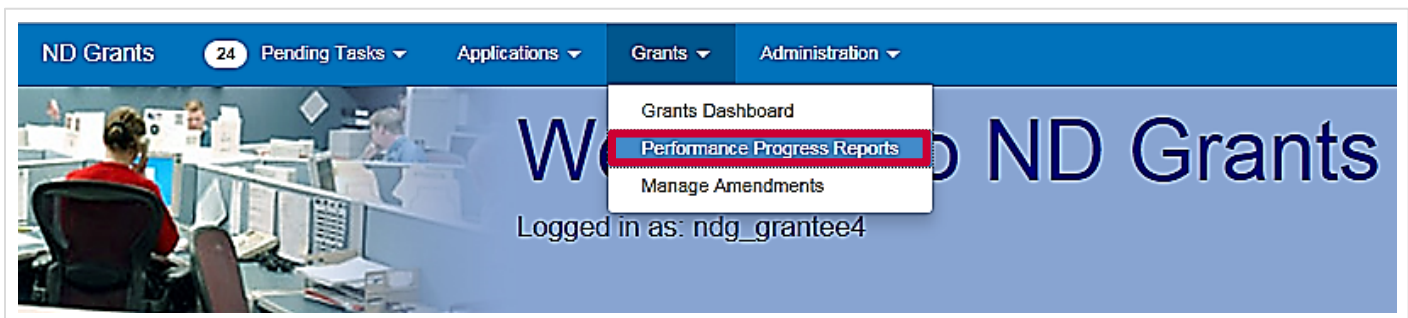 ND Grants 24 Pending Tasks Applications Grants Administration
Grants Dashboard
Performance Progress Reports
Manage Amendments
We o ND Grants
Logged in as: ndg_grantee4